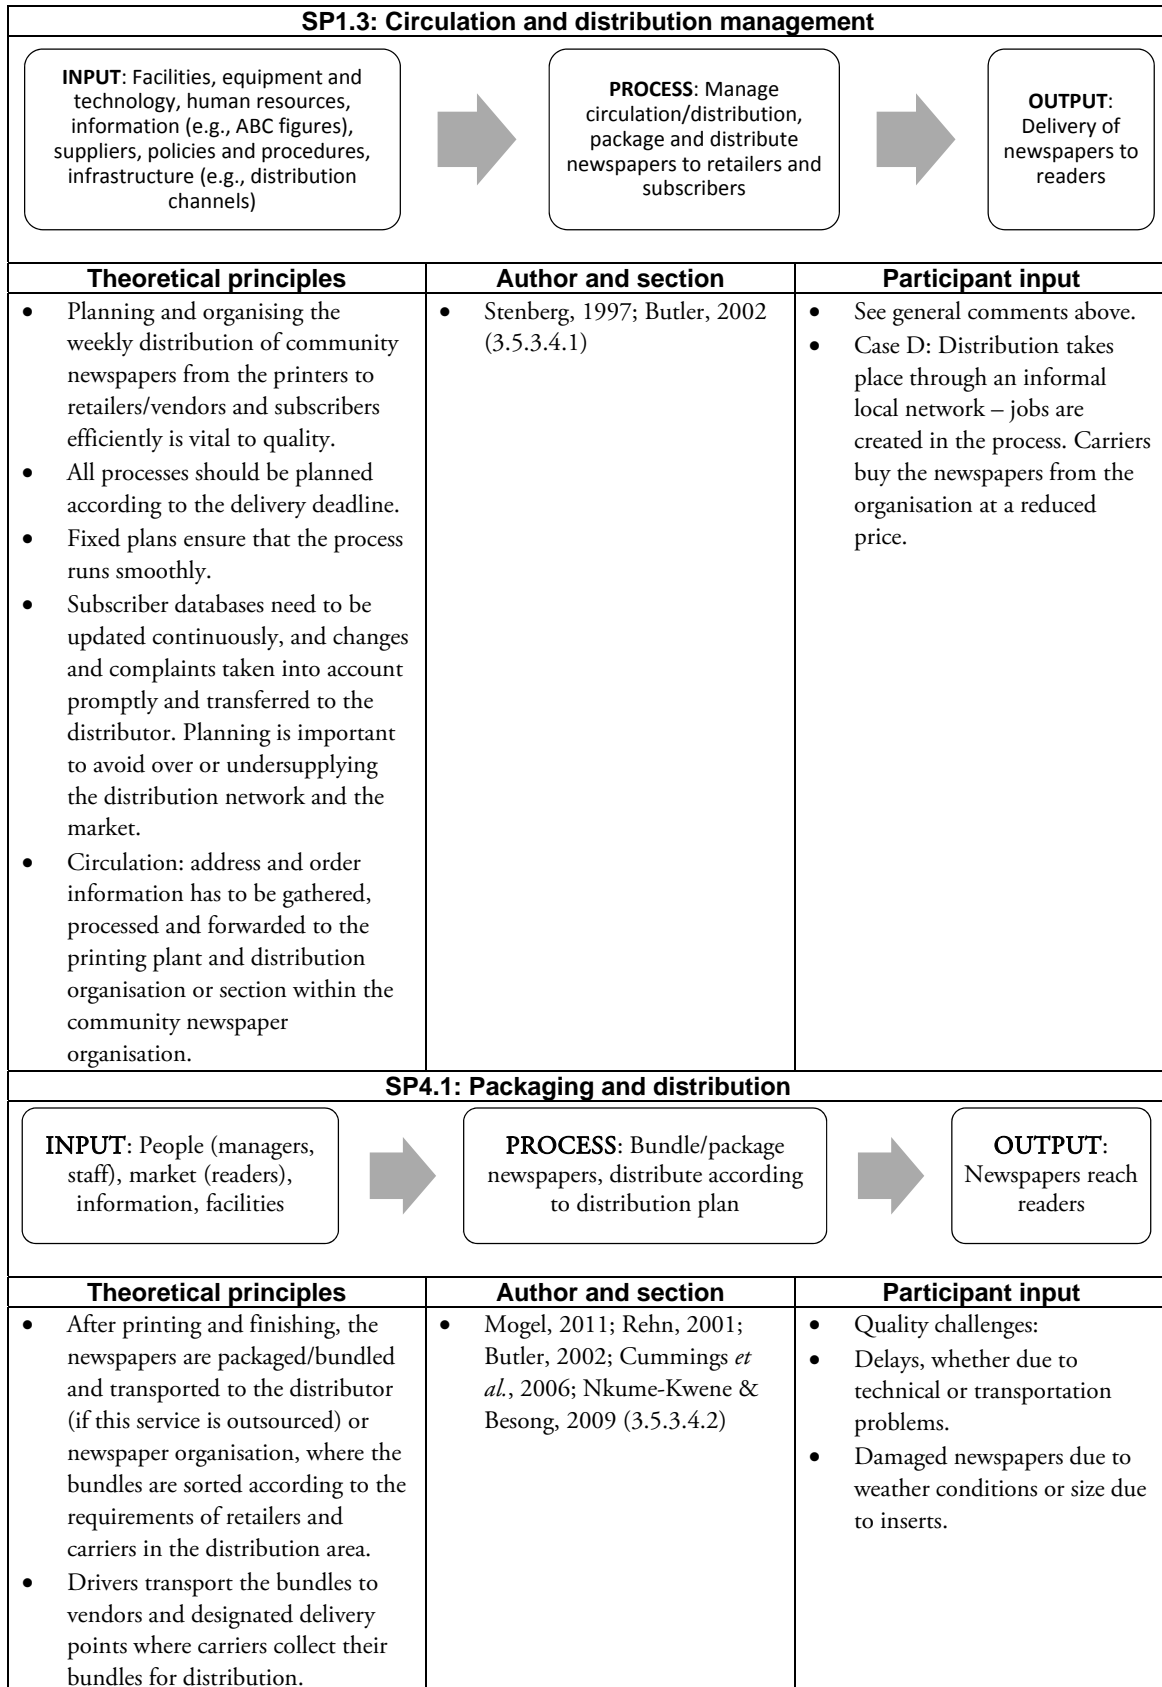 SP1.3: Circulation and distribution management
INPUT: Facilities, equipment and
technology, human resources,
information (e.g., ABC figures),
suppliers, policies and procedures,
infrastructure (e.g., distribution
channels)
PROCESS: Manage
circulation/distribution,
package and distribute
newspapers to retailers and
subscribers
OUTPUT:
Delivery of
newspapers to
readers
Theoretical principles
• Planning and organising the
weekly distribution of community
newspapers from the printers to
retailers/vendors and subscribers
efficiently is vital to quality.
• All processes should be planned
according to the delivery deadline.
• Fixed plans ensure that the process
runs smoothly.
• Subscriber databases need to be
updated continuously, and changes
and complaints taken into account
promptly and transferred to the
distributor. Planning is important
to avoid over or undersupplying
the distribution network and the
market.
• Circulation: address and order
information has to be gathered,
processed and forwarded to the
printing plant and distribution
organisation or section within the
community newspaper
organisation.
Author and section
• Stenberg, 1997; Butler, 2002
(3.5.3.4.1)
Participant input
• See general comments above.
• Case D: Distribution takes
place through an informal
local network – jobs are
created in the process. Carriers
buy the newspapers from the
organisation at a reduced
price.
SP4.1: Packaging and distribution
INPUT: People (managers,
staff), market (readers),
information, facilities
PROCESS: Bundle/package
newspapers, distribute according
to distribution plan
OUTPUT:
Newspapers reach
readers
Theoretical principles
• After printing and finishing, the
newspapers are packaged/bundled
and transported to the distributor
(if this service is outsourced) or
newspaper organisation, where the
bundles are sorted according to the
requirements of retailers and
carriers in the distribution area.
• Drivers transport the bundles to
vendors and designated delivery
points where carriers collect their
bundles for distribution.
Author and section
• Mogel, 2011; Rehn, 2001;
Butler, 2002; Cummings et
al., 2006; Nkume-Kwene &
Besong, 2009 (3.5.3.4.2)
Participant input
• Quality challenges:
• Delays, whether due to
technical or transportation
problems.
• Damaged newspapers due to
weather conditions or size due
to inserts.